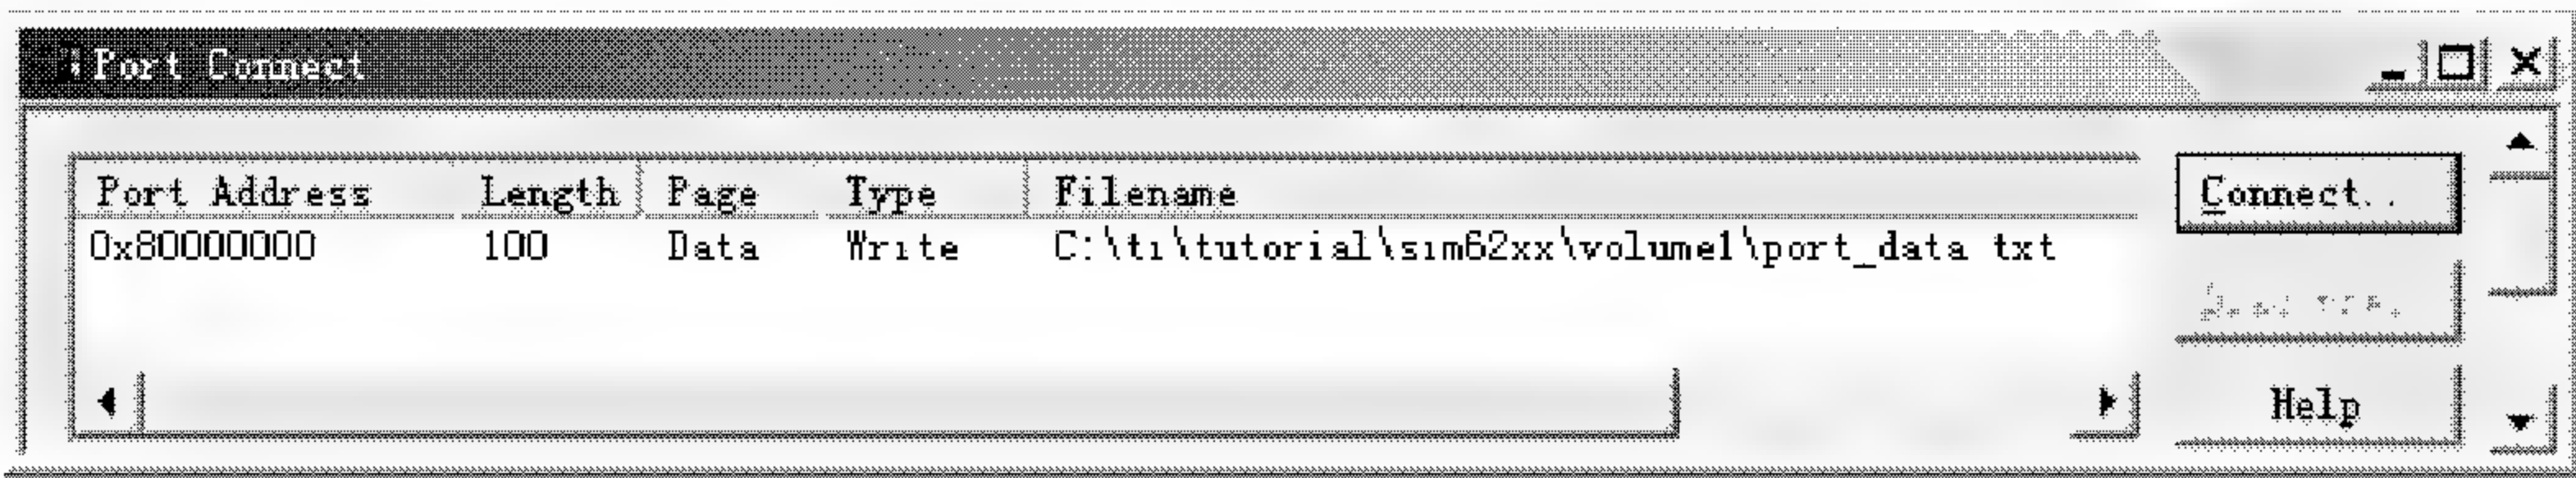 Port Connect
Port Address Length Page Type Filename
0x80000000 100 Data Write C:\ti\tutorial\sim62xx\volume1\port_data txt
Connect..
Help